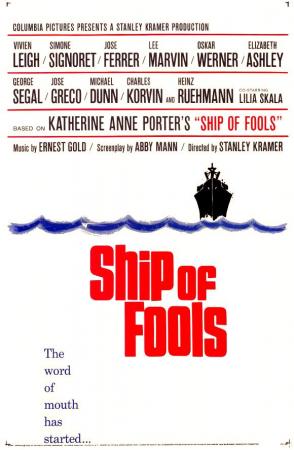 COLUMBIA PICTURES PRESENTS A STANLEY KRAMER PRODUCTION
VIVIEN LEIGH / SIMONE SIGNORET / JOSE FERRER / LEE MARVIN / OSKAR WERNER / ELIZABETH ASHLEY
GEORGE SEGAL / JOSE GRECO / MICHAEL DUNN / CHARLES KORVIN AND HEINZ RUEHMANN CO-STARRING LILIA SKALA
BASED ON KATHERINE ANNE PORTER'S "SHIP OF FOOLS"
Music by ERNEST GOLD / Screenplay by ABBY MANN / Directed by STANLEY KRAMER
Ship of
Fools
The
word
of
mouth
has
started...